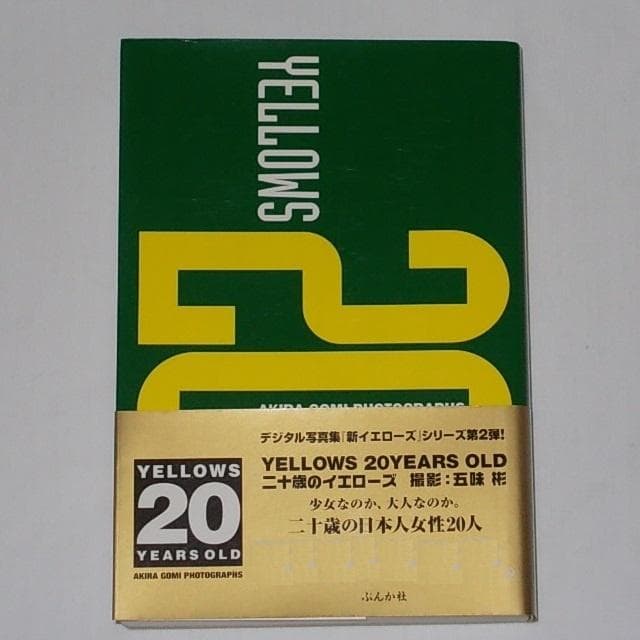 YELLOWS
20
AKIRA GOMI PHOTOGRAPHS
デジタル写真集「新イエローズ」シリーズ第2弾!
YELLOWS 20YEARS OLD
二十歳のイエローズ 撮影:五味 彬
少女なのか、大人なのか。
二十歳の日本人女性20人
YELLOWS
20
YEARS OLD
AKIRA GOMI PHOTOGRAPHS
ぶんか社